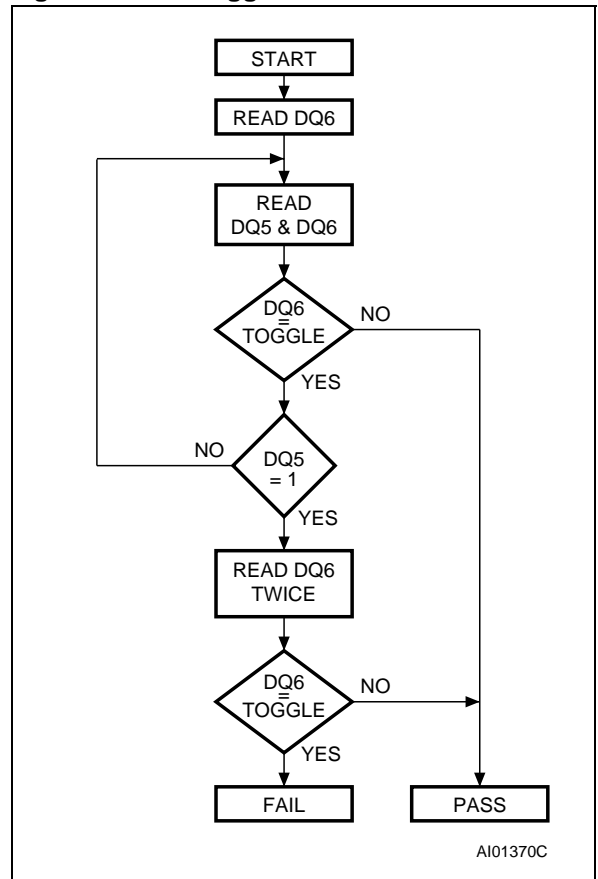 START
READ DQ6
READ
DQ5 & DQ6
DQ6
=
TOGGLE
NO
YES
NO
DQ5
= 1
YES
READ DQ6
TWICE
DQ6
=
TOGGLE
NO
YES
FAIL
PASS
AI01370C